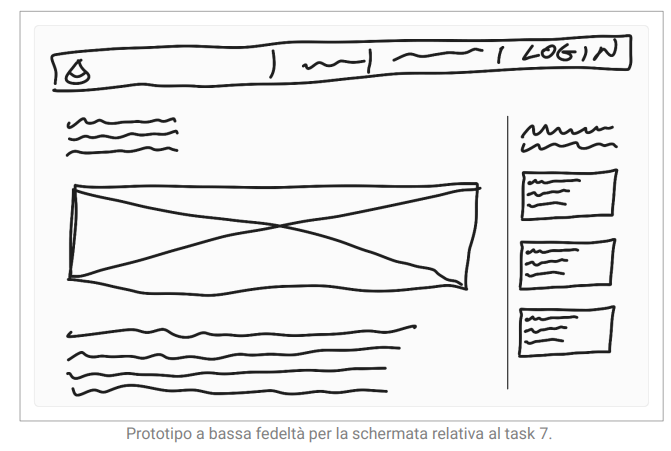 LOGIN
Prototipo a bassa fedeltà per la schermata relativa al task 7.